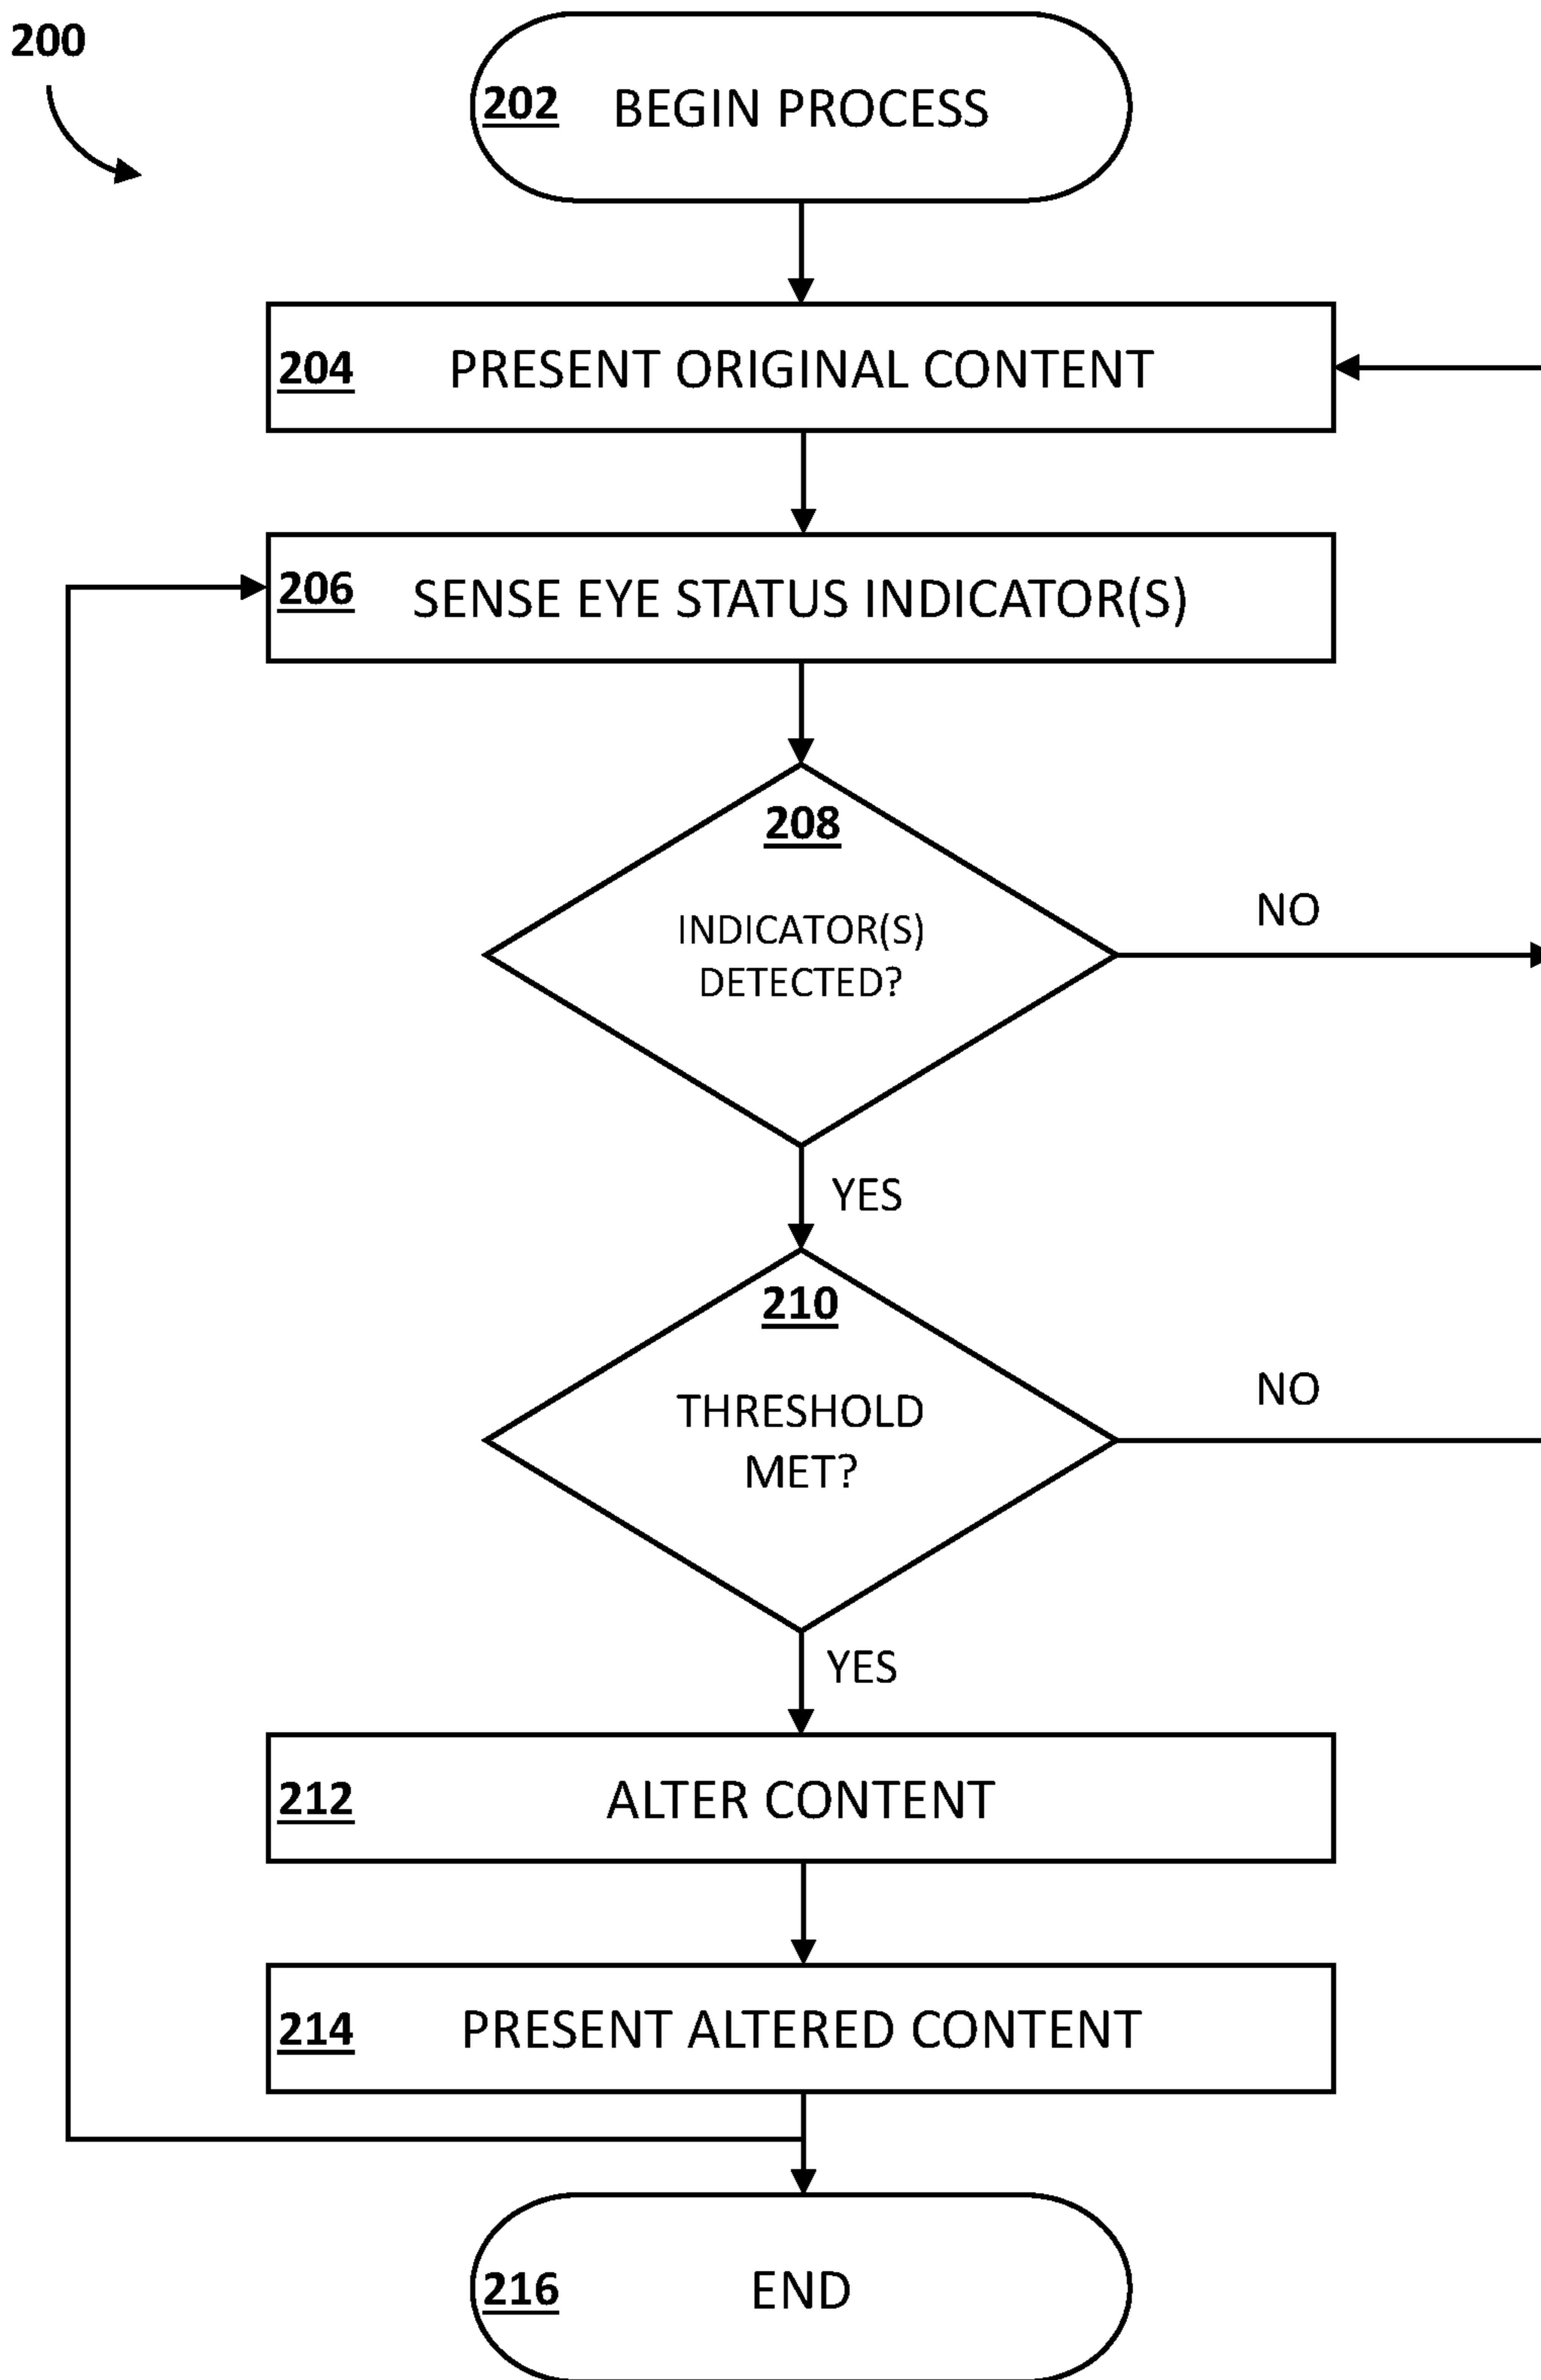 200
202 BEGIN PROCESS
204 PRESENT ORIGINAL CONTENT
206 SENSE EYE STATUS INDICATOR(S)
208
INDICATOR(S)
DETECTED?
NO
YES
210
THRESHOLD
MET?
NO
YES
212 ALTER CONTENT
214 PRESENT ALTERED CONTENT
216 END